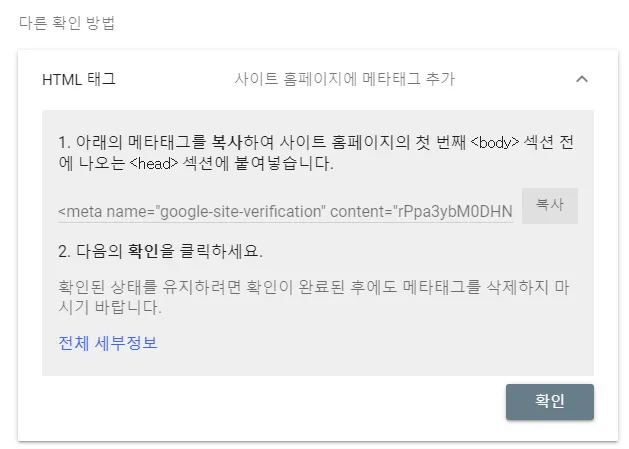 다른 확인 방법
HTML 태그 사이트 홈페이지에 메타태그 추가
1. 아래의 메타태그를 복사하여 사이트 홈페이지의 첫 번째 <body> 섹션 전
에 나오는 <head> 섹션에 붙여넣습니다.
<meta name="google-site-verification" content="rPpa3ybM0DHN 복사
2. 다음의 확인을 클릭하세요.
확인된 상태를 유지하려면 확인이 완료된 후에도 메타태그를 삭제하지 마
시기 바랍니다.
전체 세부정보
확인